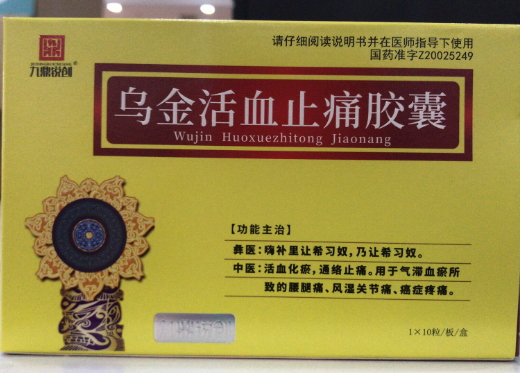 请仔细阅读说明书并在医师指导下使用
国药准字Z20025249
九鼎锐创®
乌金活血止痛胶囊
Wujin Huoxuezhitong Jiaonang
【功能主治】
彝医：嗨补里让希习奴，乃让希习奴。
中医：活血化瘀，通络止痛。用于气滞血瘀所
致的腰腿痛、风湿关节痛、癌症疼痛。
1×10粒/板/盒